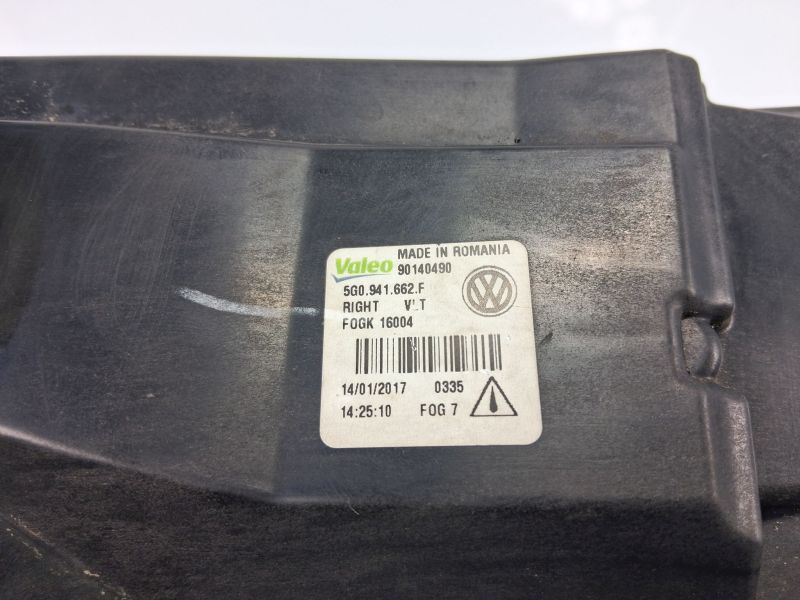 MADE IN ROMANIA
Valeo 90140490
5G0.941.662.F
RIGHT
FOGK 16004
14/01/2017 0335
14:25:10 FOG 7